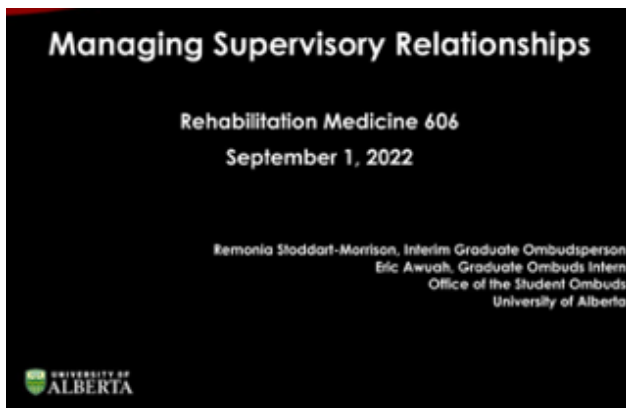 Managing Supervisory Relationships
Rehabilitation Medicine 606
September 1, 2022
Remonia Stoddart-Morrison, Interim Graduate Ombudsperson
Eric Awuah, Graduate Ombuds Intern
Office of the Student Ombuds
University of Alberta
UNIVERSITY OF
ALBERTA